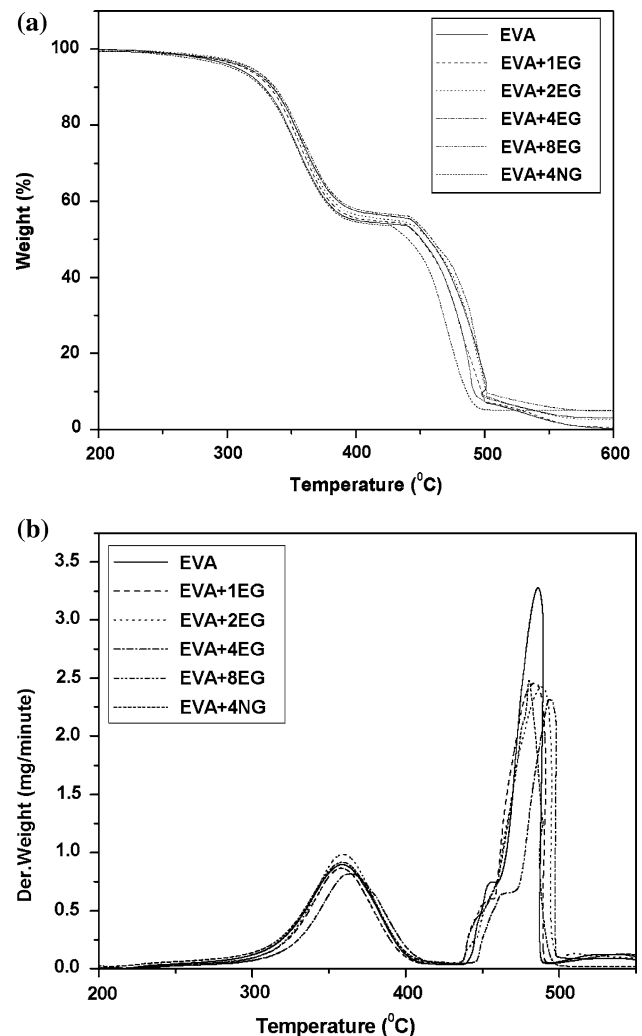 (a)
100
80
60
40
20
0
Weight (%)
200 300 400 500 600
Temperature (⁰C)
EVA
EVA+1EG
EVA+2EG
EVA+4EG
EVA+8EG
EVA+4NG
(b)
3.5
3.0
2.5
2.0
1.5
1.0
0.5
0.0
Der.Weight (mg/minute)
200 300 400 500
Temperature (⁰C)
EVA
EVA+1EG
EVA+2EG
EVA+4EG
EVA+8EG
EVA+4NG